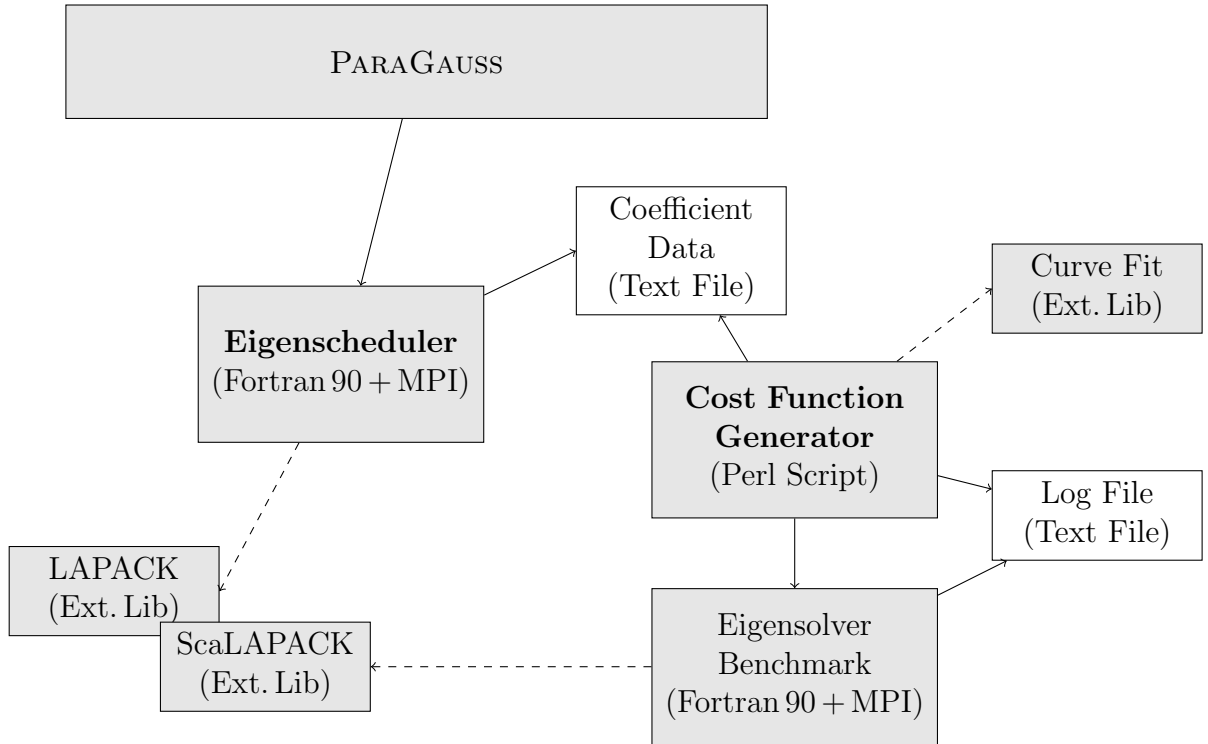 PARAGAUSS
Coefficient
Data
(Text File)
Curve Fit
(Ext. Lib)
Eigenscheduler
(Fortran 90 + MPI)
Cost Function
Generator
(Perl Script)
Log File
(Text File)
LAPACK
(Ext. Lib)
ScaLAPACK
(Ext. Lib)
Eigensolver
Benchmark
(Fortran 90 + MPI)